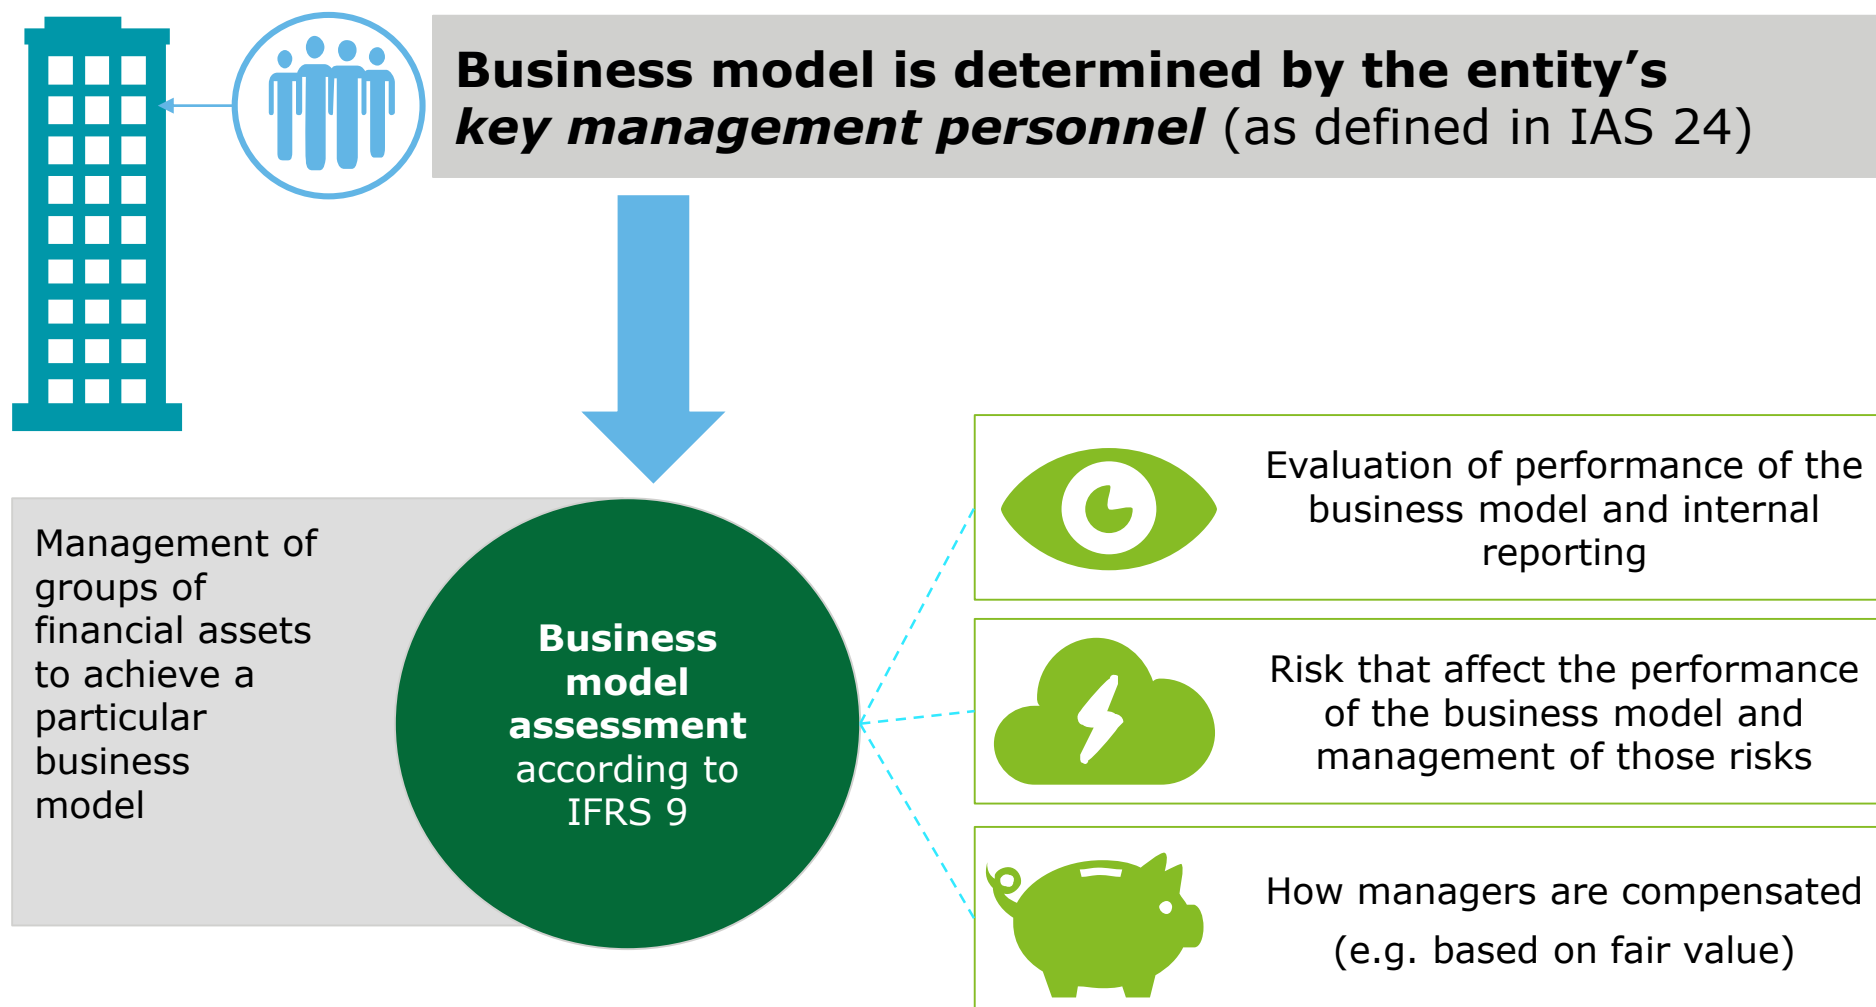 Business model is determined by the entity’s
key management personnel (as defined in IAS 24)
Management of
groups of
financial assets
to achieve a
particular
business
model
Business
model
assessment
according to
IFRS 9
Evaluation of performance of the
business model and internal
reporting
Risk that affect the performance
of the business model and
management of those risks
How managers are compensated
(e.g. based on fair value)